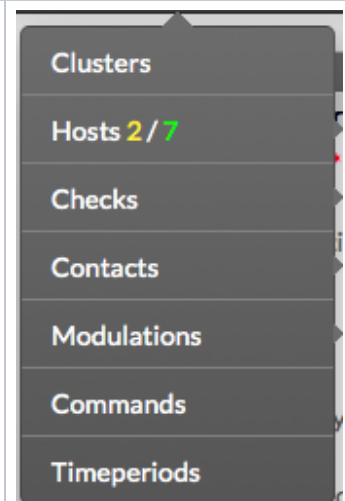 Clusters
Hosts 2 / 7
Checks
Contacts
Modulations
Commands
Timeperiods